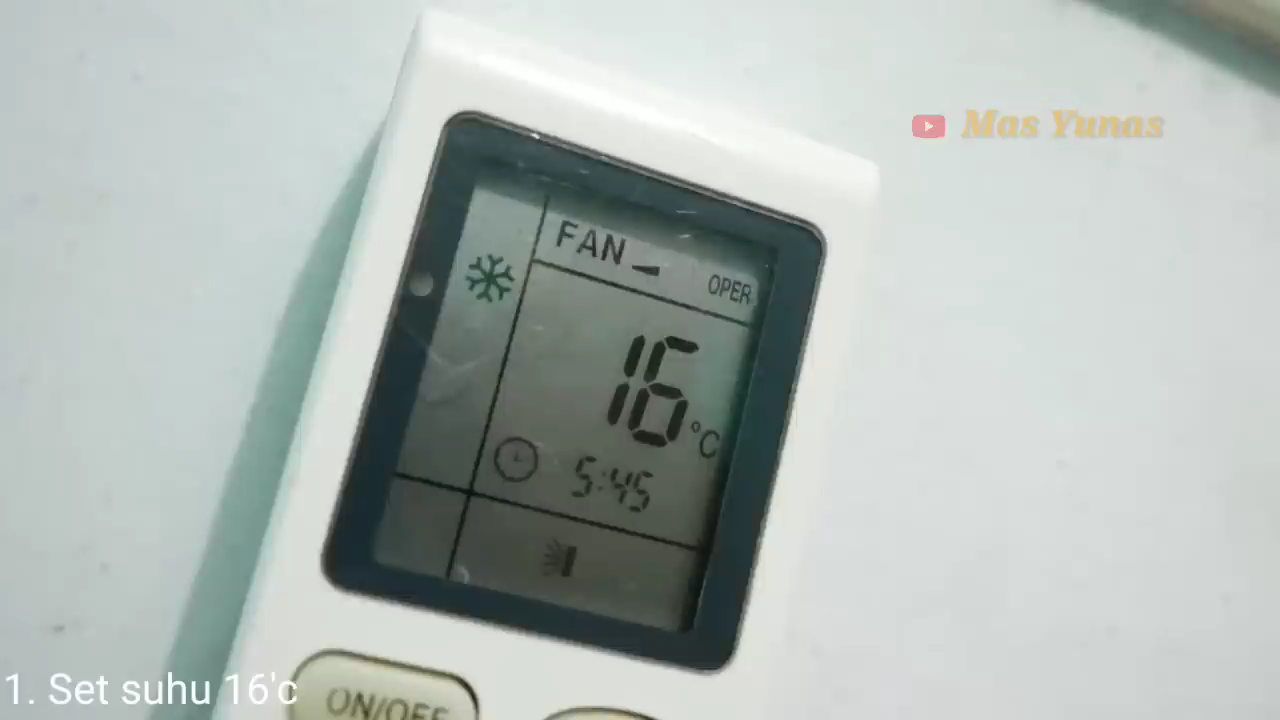 Mas Yunas
FAN
OPER
16 °C
5:45
ON/OFF
1. Set suhu 16'c